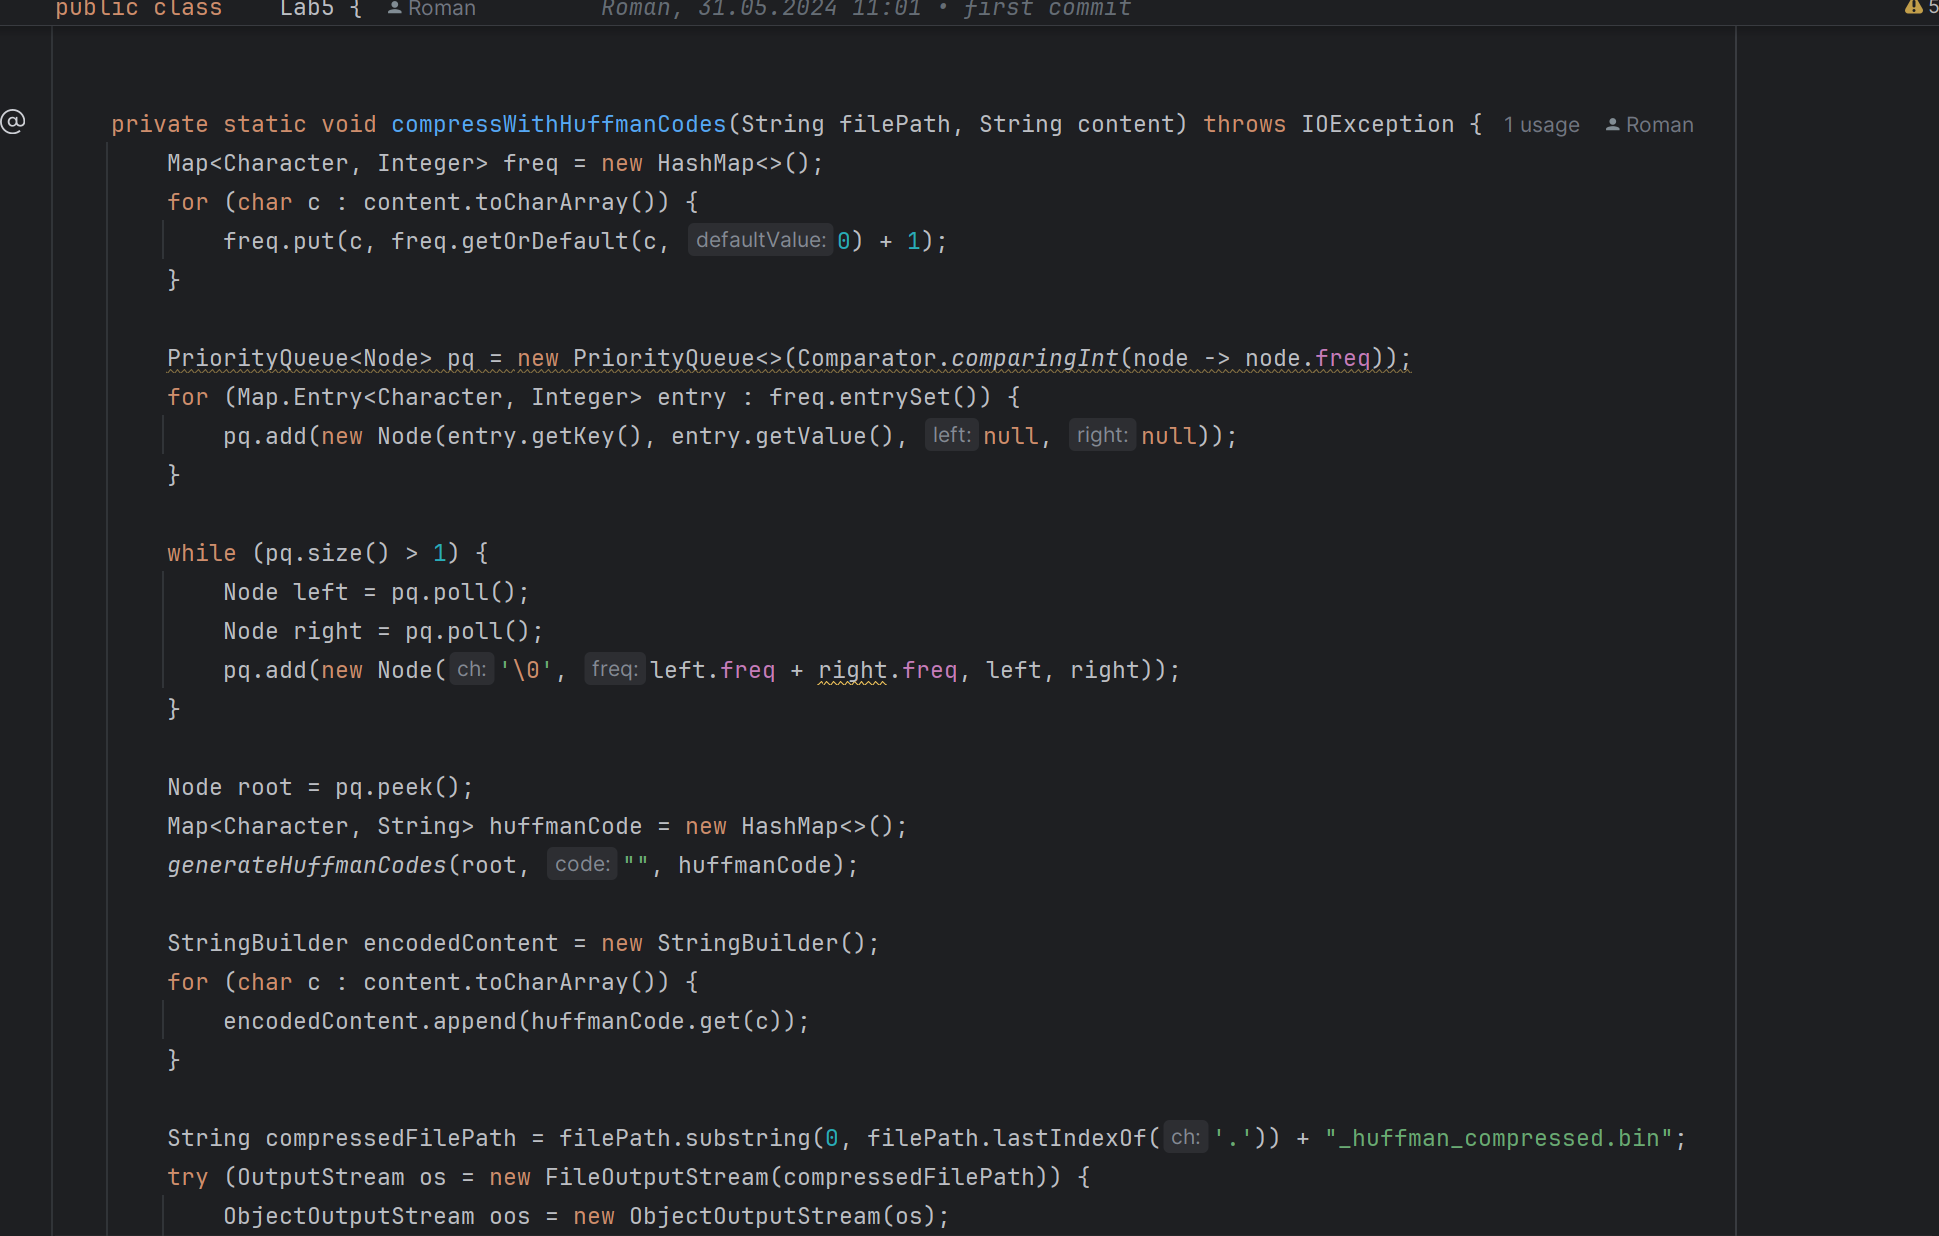 public class    Lab5 { Roman    Roman, 31.05.2024 11:01 • first commit    5
@
private static void compressWithHuffmanCodes(String filePath, String content) throws IOException { 1 usage Roman
Map<Character, Integer> freq = new HashMap<>();
for (char c : content.toCharArray()) {
freq.put(c, freq.getOrDefault(c, defaultValue: 0) + 1);
}
PriorityQueue<Node> pq = new PriorityQueue<>(Comparator.comparingInt(node -> node.freq));
for (Map.Entry<Character, Integer> entry : freq.entrySet()) {
pq.add(new Node(entry.getKey(), entry.getValue(), left: null, right: null));
}
while (pq.size() > 1) {
Node left = pq.poll();
Node right = pq.poll();
pq.add(new Node( ch: '\0', freq: left.freq + right.freq, left, right));
}
Node root = pq.peek();
Map<Character, String> huffmanCode = new HashMap<>();
generateHuffmanCodes(root, code: "", huffmanCode);
StringBuilder encodedContent = new StringBuilder();
for (char c : content.toCharArray()) {
encodedContent.append(huffmanCode.get(c));
}
String compressedFilePath = filePath.substring(0, filePath.lastIndexOf( ch: '.')) + "_huffman_compressed.bin";
try (OutputStream os = new FileOutputStream(compressedFilePath)) {
ObjectOutputStream oos = new ObjectOutputStream(os);